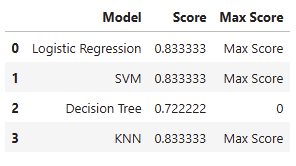 Model Score Max Score
0 Logistic Regression 0.833333 Max Score
1 SVM 0.833333 Max Score
2 Decision Tree 0.722222 0
3 KNN 0.833333 Max Score